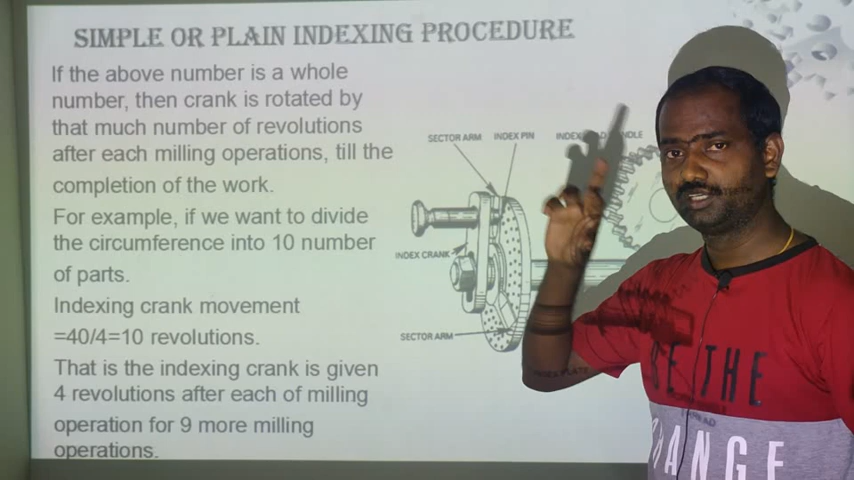 SIMPLE OR PLAIN INDEXING PROCEDURE
If the above number is a whole
number, then crank is rotated by
that much number of revolutions
after each milling operations, till the
completion of the work.
For example, if we want to divide
the circumference into 10 number
of parts.
Indexing crank movement
=40/4=10 revolutions.
That is the indexing crank is given
4 revolutions after each of milling
operation for 9 more milling
operations.
SECTOR ARM
INDEX PIN
INDEX CRANK
SECTOR ARM
THE